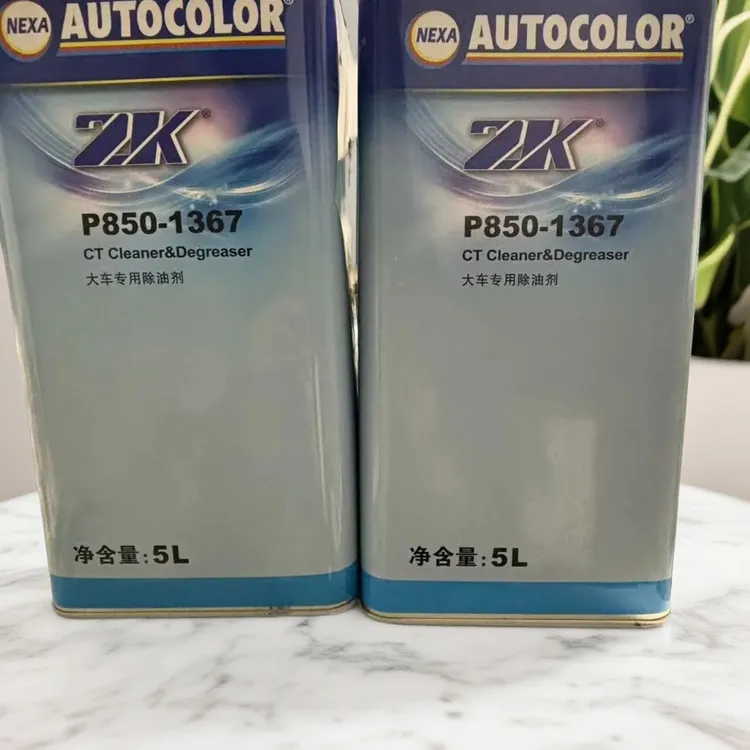 NEXA AUTOCOLOR®
2K®
P850-1367
CT Cleaner&Degreaser
大车专用除油剂
净含量:5L
NEXA AUTOCOLOR®
2K®
P850-1367
CT Cleaner&Degreaser
大车专用除油剂
净含量:5L